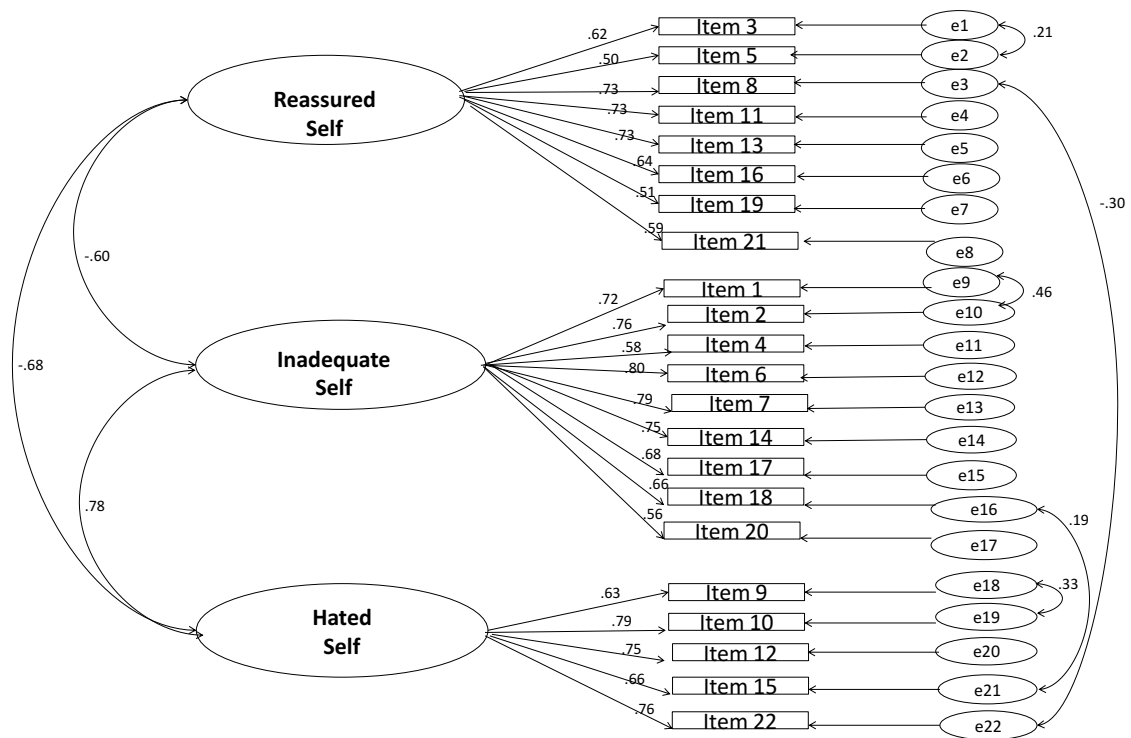 .62 Item 3 e1
.21
.50 Item 5 e2
.73 Item 8 e3
Reassured
Self
.73 Item 11 e4
.73 Item 13 e5
.64 Item 16 e6
.51 Item 19 e7
-.30
.59 Item 21 e8
-.60
.72 Item 1 e9
.46
.76 Item 2 e10
.58 Item 4 e11
-.68
Inadequate
Self
.80 Item 6 e12
.79 Item 7 e13
.75 Item 14 e14
.68 Item 17 e15
.66 Item 18 e16
.78
.19
.56 Item 20 e17
.63 Item 9 e18
.33
Hated
Self
.79 Item 10 e19
.75 Item 12 e20
.66 Item 15 e21
.76 Item 22 e22